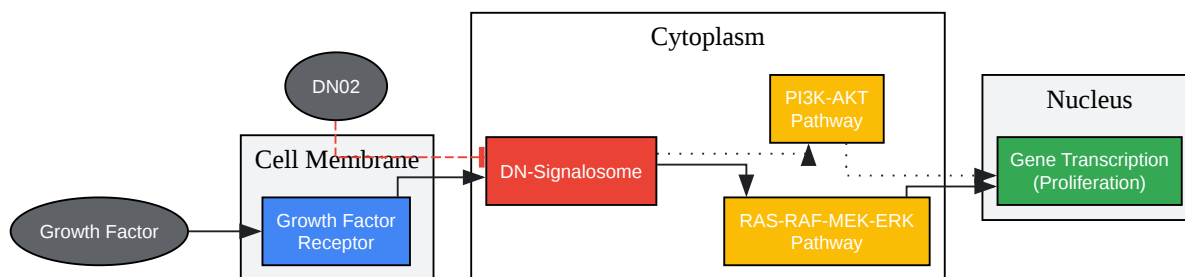 Cytoplasm
DN02
PI3K-AKT
Pathway
Nucleus
Cell Membrane
DN-Signalosome
Gene Transcription
(Proliferation)
Growth Factor
Growth Factor
Receptor
RAS-RAF-MEK-ERK
Pathway